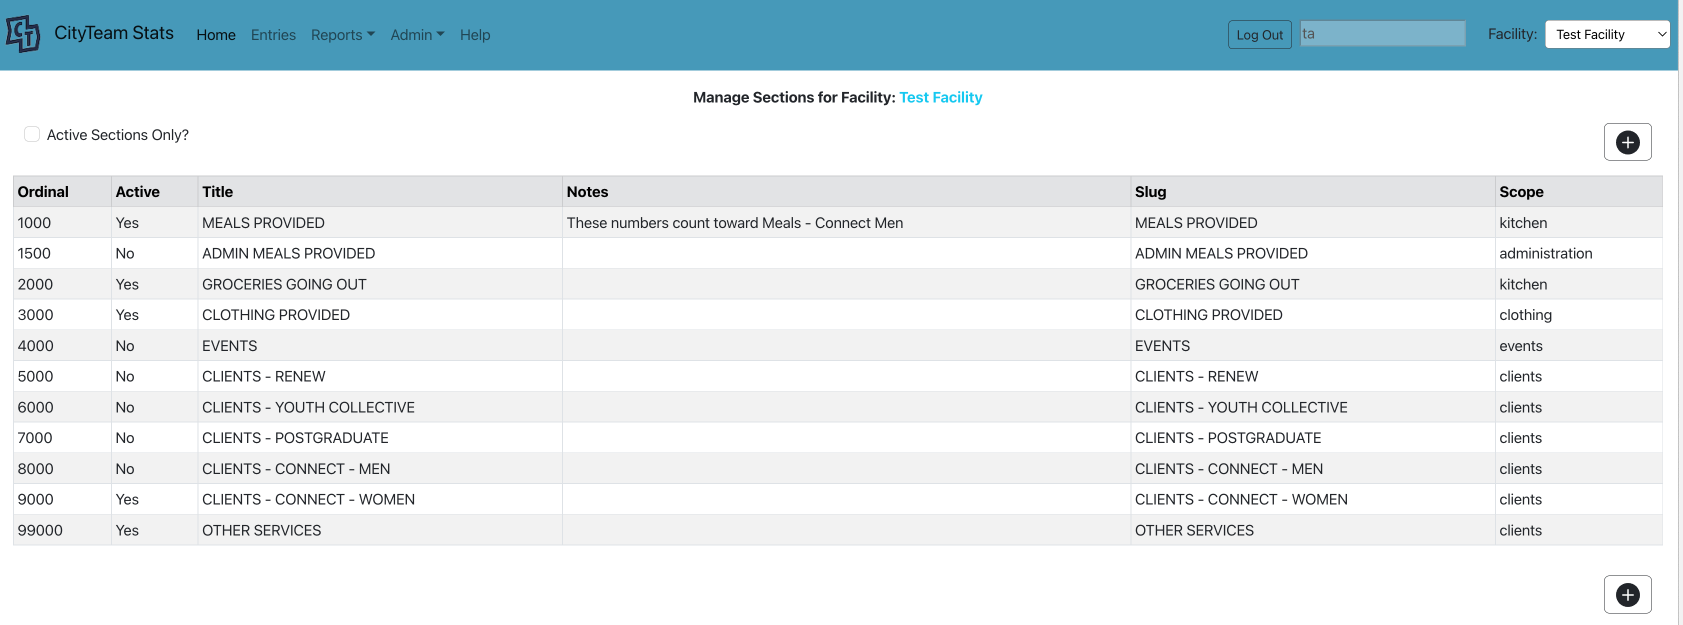 CT CityTeam Stats Home Entries Reports Admin Help Log Out ta Facility: Test Facility
Manage Sections for Facility: Test Facility
Active Sections Only?
Ordinal Active Title Notes Slug Scope
1000 Yes MEALS PROVIDED These numbers count toward Meals - Connect Men MEALS PROVIDED kitchen
1500 No ADMIN MEALS PROVIDED ADMIN MEALS PROVIDED administration
2000 Yes GROCERIES GOING OUT GROCERIES GOING OUT kitchen
3000 Yes CLOTHING PROVIDED CLOTHING PROVIDED clothing
4000 No EVENTS EVENTS events
5000 No CLIENTS - RENEW CLIENTS - RENEW clients
6000 No CLIENTS - YOUTH COLLECTIVE CLIENTS - YOUTH COLLECTIVE clients
7000 No CLIENTS - POSTGRADUATE CLIENTS - POSTGRADUATE clients
8000 No CLIENTS - CONNECT - MEN CLIENTS - CONNECT - MEN clients
9000 Yes CLIENTS - CONNECT - WOMEN CLIENTS - CONNECT - WOMEN clients
99000 Yes OTHER SERVICES OTHER SERVICES clients